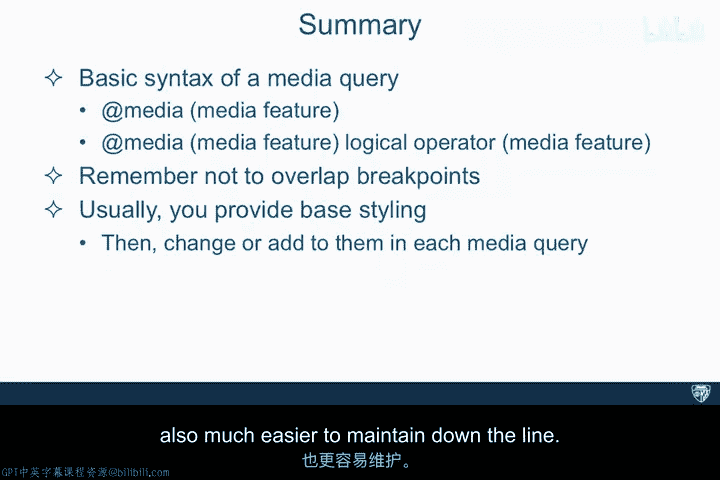 Summary
✧ Basic syntax of a media query
• @media (media feature)
• @media (media feature) logical operator (media feature)
✧ Remember not to overlap breakpoints
✧ Usually, you provide base styling
• Then, change or add to them in each media query
also much easier to maintain down the line.
也更容易维护。
GPT中英字幕课程资源@bilibili.com